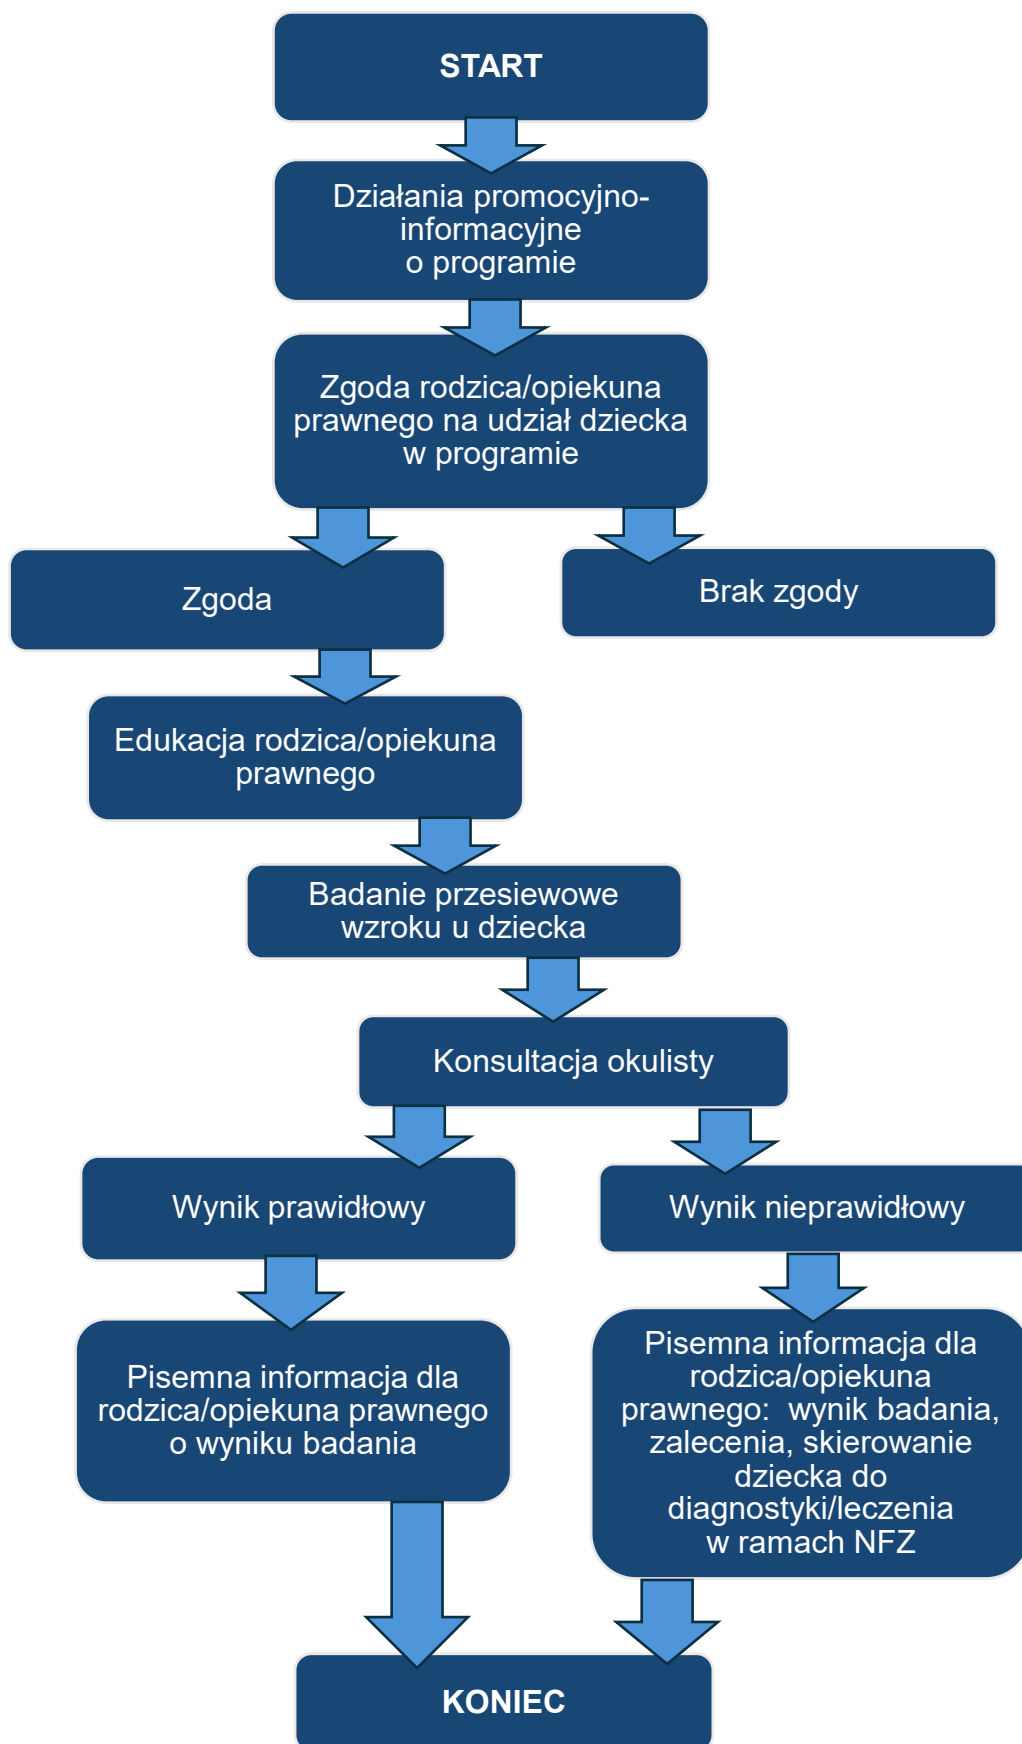 START
Działania promocyjno-
informacyjne
o programie
Zgoda rodzica/opiekuna
prawnego na udział dziecka
w programie
Zgoda
Brak zgody
Edukacja rodzica/opiekuna
prawnego
Badanie przesiewowe
wzroku u dziecka
Konsultacja okulisty
Wynik prawidłowy
Wynik nieprawidłowy
Pisemna informacja dla
rodzica/opiekuna prawnego
o wyniku badania
Pisemna informacja dla
rodzica/opiekuna
prawnego:  wynik badania,
zalecenia, skierowanie
dziecka do
diagnostyki/leczenia
w ramach NFZ
KONIEC